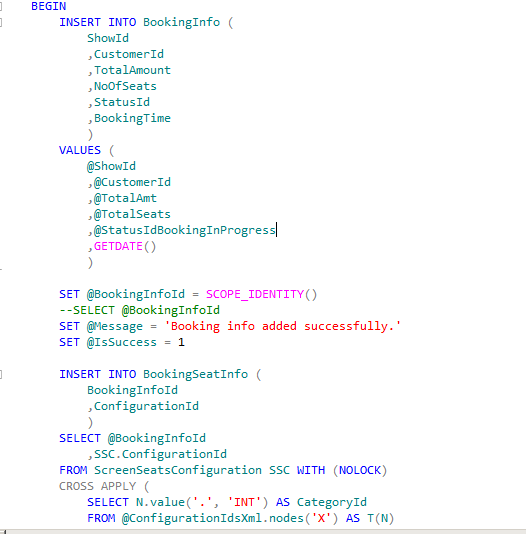 BEGIN
INSERT INTO BookingInfo (
ShowId
,CustomerId
,TotalAmount
,NoOfSeats
,StatusId
,BookingTime
)
VALUES (
@ShowId
,@CustomerId
,@TotalAmt
,@TotalSeats
,@StatusIdBookingInProgress
,GETDATE()
)
SET @BookingInfoId = SCOPE_IDENTITY()
--SELECT @BookingInfoId
SET @Message = 'Booking info added successfully.'
SET @IsSuccess = 1
INSERT INTO BookingSeatInfo (
BookingInfoId
,ConfigurationId
)
SELECT @BookingInfoId
,SSC.ConfigurationId
FROM ScreenSeatsConfiguration SSC WITH (NOLOCK)
CROSS APPLY (
SELECT N.value('.', 'INT') AS CategoryId
FROM @ConfigurationIdsXml.nodes('X') AS T(N)